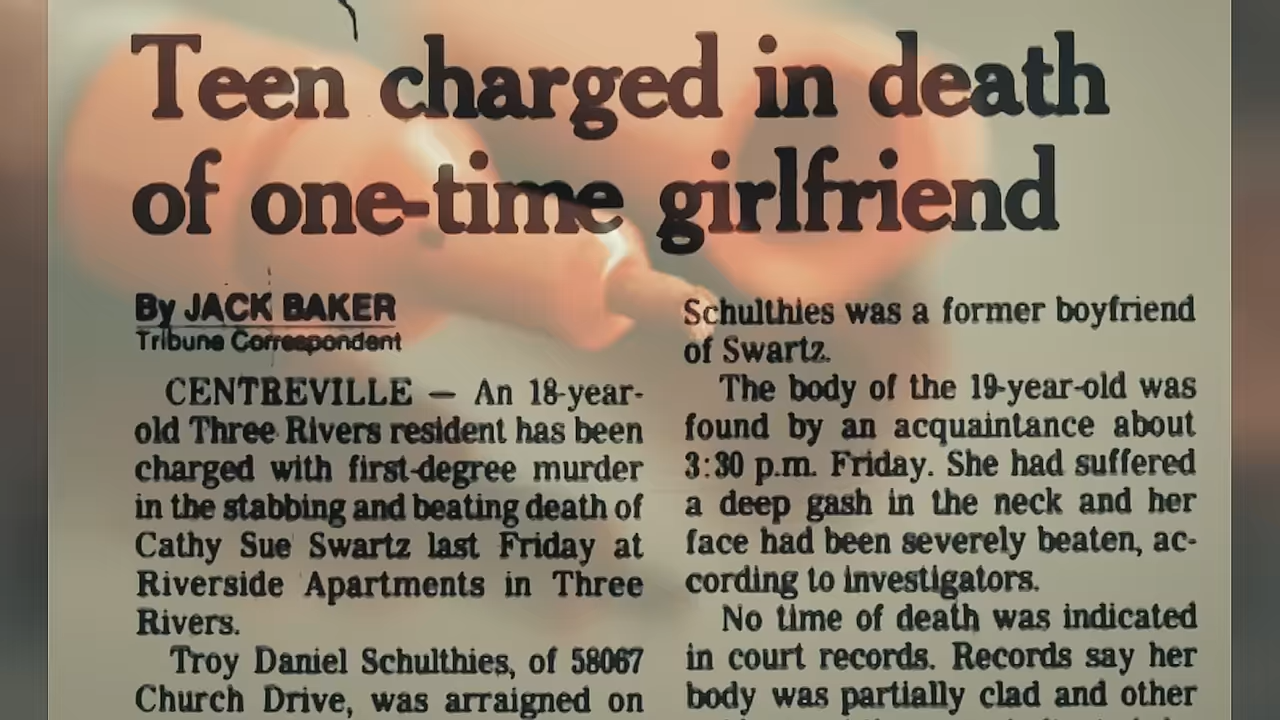 Teen charged in death
of one-time girlfriend
By JACK BAKER
Tribune Correspondent
CENTREVILLE — An 18-year-
old Three Rivers resident has been
charged with first-degree murder
in the stabbing and beating death of
Cathy Sue Swartz last Friday at
Riverside Apartments in Three
Rivers.
Troy Daniel Schulthies, of 58067
Church Drive, was arraigned on
Schulthies was a former boyfriend
of Swartz.
The body of the 19-year-old was
found by an acquaintance about
3:30 p.m. Friday. She had suffered
a deep gash in the neck and her
face had been severely beaten, ac-
cording to investigators.
No time of death was indicated
in court records. Records say her
body was partially clad and other